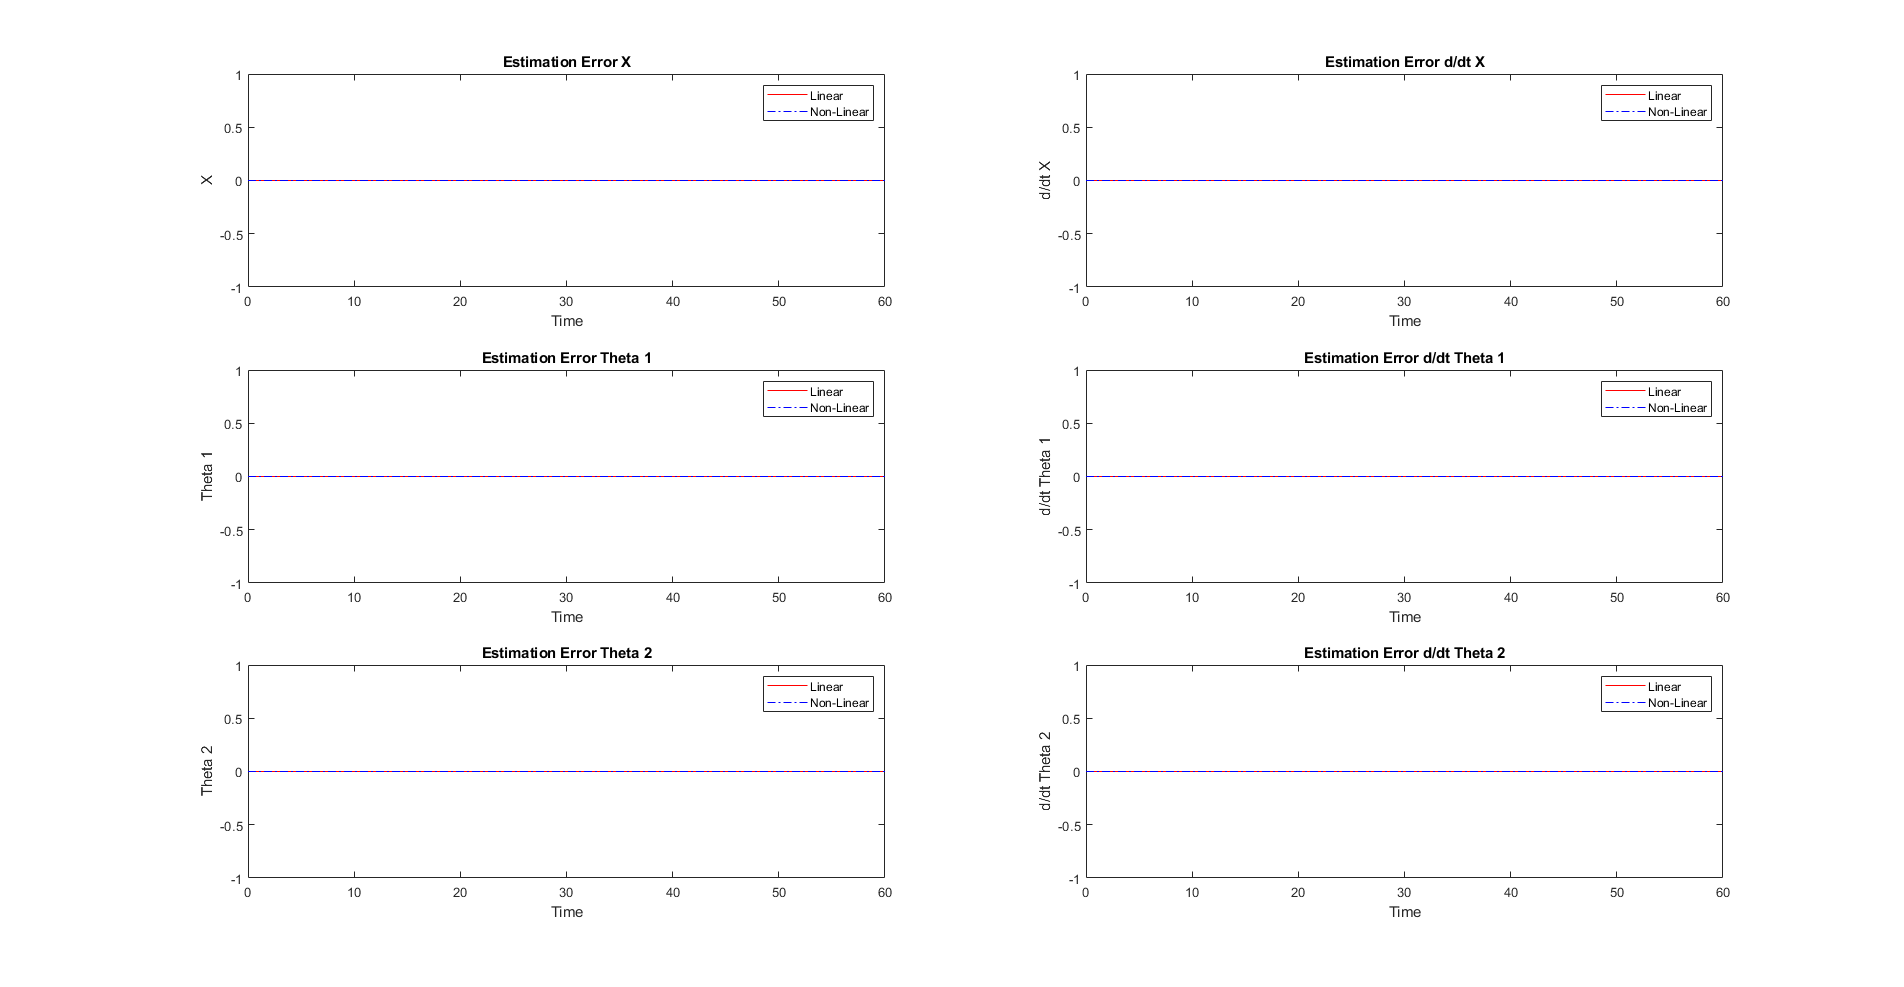 Estimation Error X
1
0.5
0
-0.5
-1
X
0 10 20 30 40 50 60
Time
Linear
Non-Linear
Estimation Error d/dt X
1
0.5
0
-0.5
-1
d/dt X
0 10 20 30 40 50 60
Time
Linear
Non-Linear
Estimation Error Theta 1
1
0.5
0
-0.5
-1
Theta 1
0 10 20 30 40 50 60
Time
Linear
Non-Linear
Estimation Error d/dt Theta 1
1
0.5
0
-0.5
-1
d/dt Theta 1
0 10 20 30 40 50 60
Time
Linear
Non-Linear
Estimation Error Theta 2
1
0.5
0
-0.5
-1
Theta 2
0 10 20 30 40 50 60
Time
Linear
Non-Linear
Estimation Error d/dt Theta 2
1
0.5
0
-0.5
-1
d/dt Theta 2
0 10 20 30 40 50 60
Time
Linear
Non-Linear